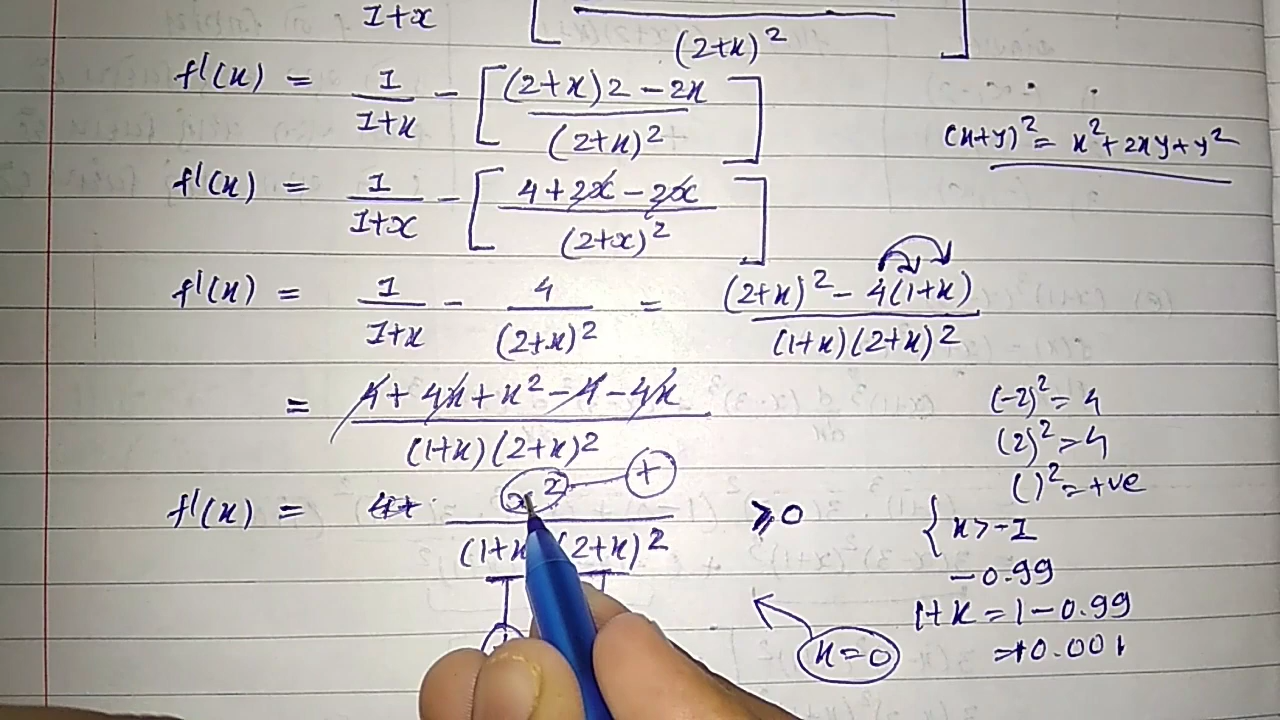 1+x (2+x)²
f'(x) = 1/(1+x) - [((2+x)2 - 2x)/(2+x)²]
(x+y)² = x² + 2xy + y²
f'(x) = 1/(1+x) - [(4+2x-2x)/(2+x)²]
f'(x) = 1/(1+x) - 4/(2+x)² = ((2+x)² - 4(1+x))/((1+x)(2+x)²)
= (4+4x+x²-4-4x)/((1+x)(2+x)²)
f'(x) = x²/((1+x)(2+x)²) ≥0
+
(-2)² = 4
(2)² = 4
( )² = +ve
{ x > -1
-0.99
1+x = 1-0.99
=+0.001
x=0